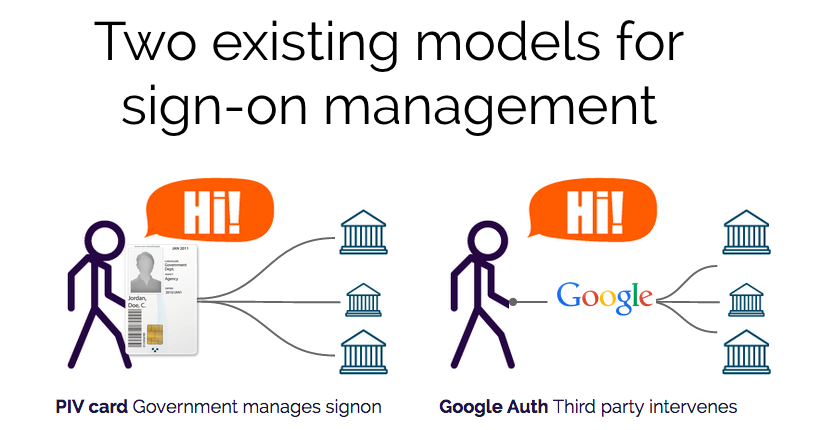 Two existing models for
sign-on management
Hi!
JAN 2011
Government
Dept.
Agency
2010JAN1
Jordan,
Doe, C.
Hi!
Google
PIV card Government manages signon
Google Auth Third party intervenes